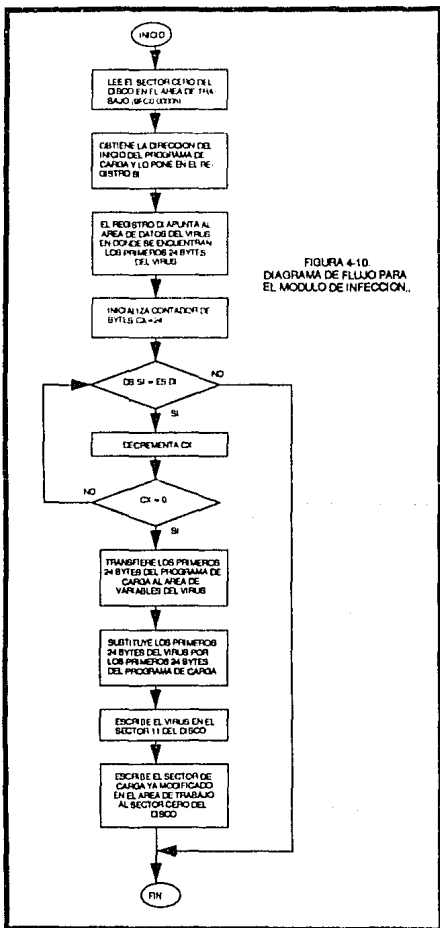 INICIO
LEE EL SECTOR CERO DEL
DISCO EN EL AREA DE TRA-
BAJO
OBTIENE LA DIRECCION DEL
INICIO DEL PROGRAMA DE
CARGA Y LO PONE EN EL RE-
GISTRO SI
EL REGISTRO DI APUNTA AL
AREA DE DATOS DEL VIRUS
EN DONDE SE ENCUENTRAN
LOS PRIMEROS 24 BYTES
DEL VIRUS
FIGURA 4-10.
DIAGRAMA DE FLUJO PARA
EL MODULO DE INFECCION..
INICIALIZA CONTADOR DE
BYTES CX=24
DS SI = ES DI
NO
SI
DECREMENTA CX
NO
CX = 0
SI
TRANSFIERE LOS PRIMEROS
24 BYTES DEL PROGRAMA DE
CARGA AL AREA DE
VARIABLES DEL VIRUS
SUBSTITUYE LOS PRIMEROS
24 BYTES DEL VIRUS POR
LOS PRIMEROS 24 BYTES
DEL PROGRAMA DE CARGA
ESCRIBE EL VIRUS EN EL
SECTOR 11 DEL DISCO
ESCRIBE EL SECTOR DE
CARGA YA MODIFICADO
EN EL AREA DE TRABAJO
AL SECTOR CERO DEL
DISCO
FIN